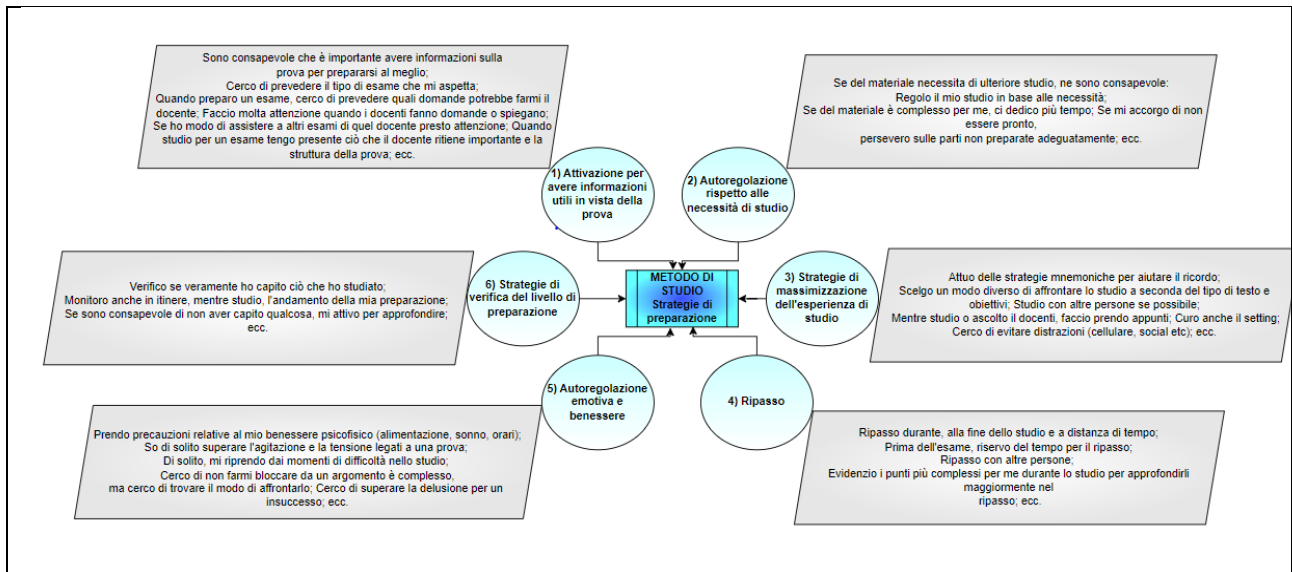 Sono consapevole che è importante avere informazioni sulla
prova per prepararsi al meglio;
Cerco di prevedere il tipo di esame che mi aspetta;
Quando preparo un esame, cerco di prevedere quali domande potrebbe farmi il
docente; Faccio molta attenzione quando i docenti fanno domande o spiegano;
Se ho modo di assistere a altri esami di quel docente presto attenzione; Quando
studio per un esame tengo presente ciò che il docente ritiene importante e la
struttura della prova; ecc.
Se del materiale necessita di ulteriore studio, ne sono consapevole:
Regolo il mio studio in base alle necessità;
Se del materiale è complesso per me, ci dedico più tempo; Se mi accorgo di non
essere pronto,
persevero sulle parti non preparate adeguatamente; ecc.
1) Attivazione per
avere informazioni
utili in vista della
prova
2) Autoregolazione
rispetto alle
necessità di studio
Verifico se veramente ho capito ciò che ho studiato;
Monitoro anche in itinere, mentre studio, l'andamento della mia preparazione;
Se sono consapevole di non aver capito qualcosa, mi attivo per approfondire;
ecc.
6) Strategie di
verifica del livello di
preparazione
METODO DI
STUDIO
Strategie di
preparazione
3) Strategie di
massimizzazione
dell'esperienza di
studio
Attuo delle strategie mnemoniche per aiutare il ricordo;
Scelgo un modo diverso di affrontare lo studio a seconda del tipo di testo e
obiettivi; Studio con altre persone se possibile;
Mentre studio o ascolto il docenti, faccio prendo appunti; Curo anche il setting;
Cerco di evitare distrazioni (cellulare, social etc); ecc.
5) Autoregolazione
emotiva e
benessere
4) Ripasso
Prendo precauzioni relative al mio benessere psicofisico (alimentazione, sonno, orari);
So di solito superare l'agitazione e la tensione legati a una prova;
Di solito, mi riprendo dai momenti di difficoltà nello studio;
Cerco di non farmi bloccare da un argomento è complesso,
ma cerco di trovare il modo di affrontarlo; Cerco di superare la delusione per un
insuccesso; ecc.
Ripasso durante, alla fine dello studio e a distanza di tempo;
Prima dell'esame, riservo del tempo per il ripasso;
Ripasso con altre persone;
Evidenzio i punti più complessi per me durante lo studio per approfondirli
maggiormente nel
ripasso; ecc.